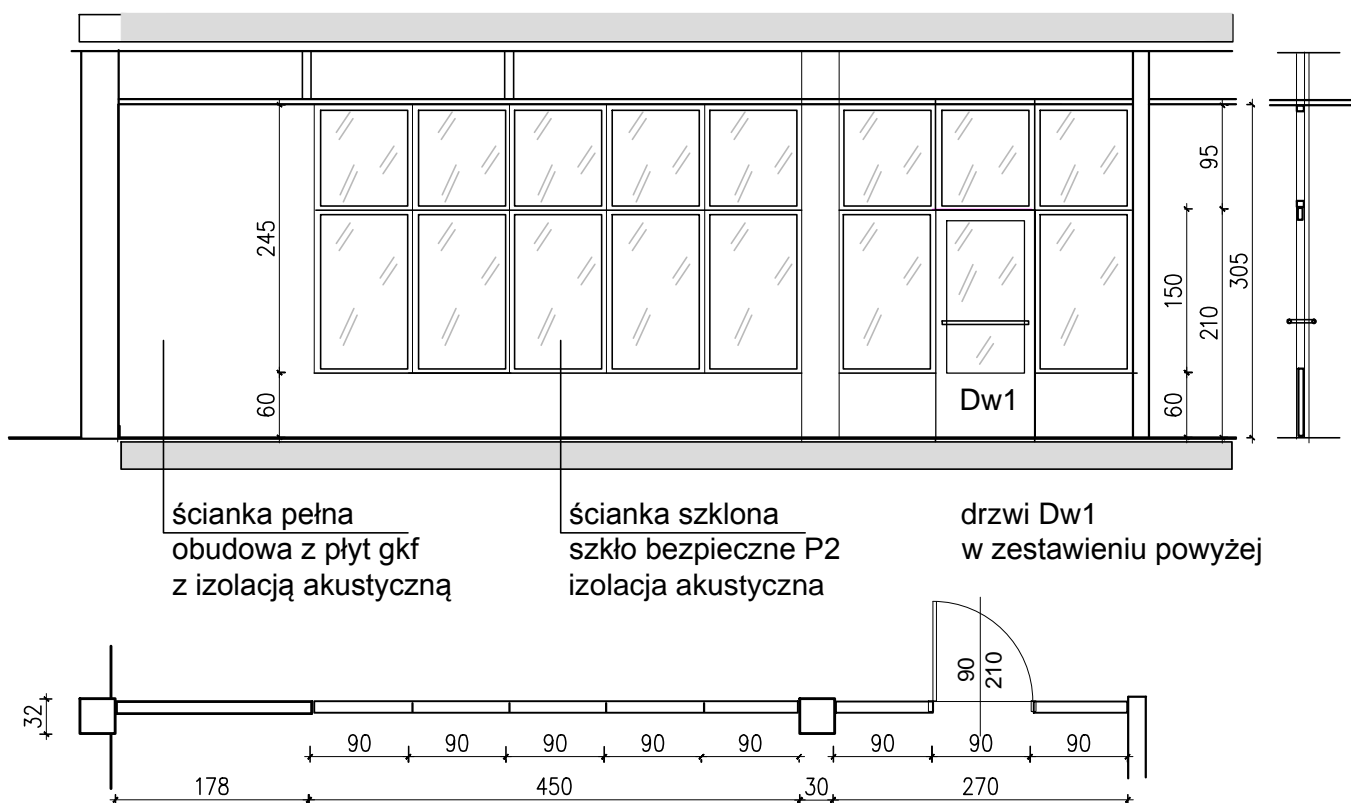 245
60
95
150
210
305
60
Dw1
ścianka pełna
obudowa z płyt gkf
z izolacją akustyczną
ścianka szklona
szkło bezpieczne P2
izolacja akustyczna
drzwi Dw1
w zestawieniu powyżej
90
210
32
90 90 90 90 90 90 90 90
178 450 30 270